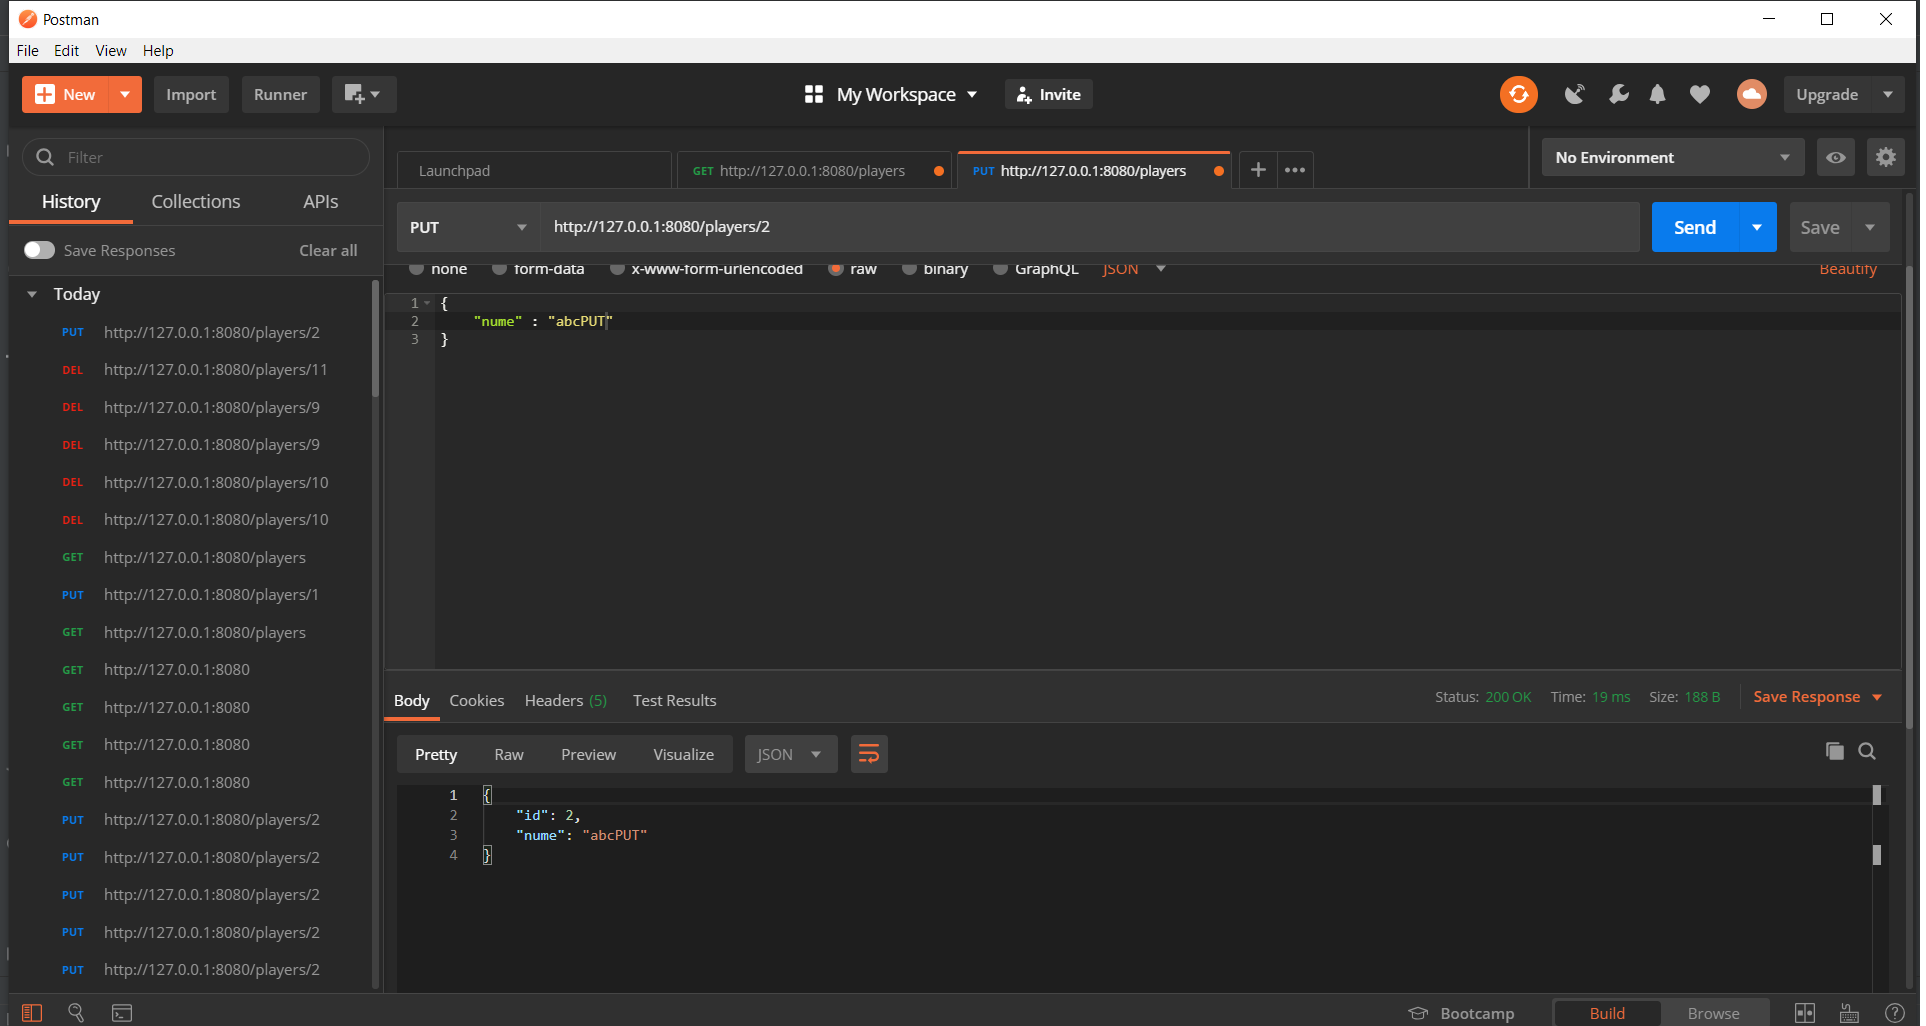 Postman
File Edit View Help
New Import Runner My Workspace Invite Upgrade
Filter
History Collections APIs
Save Responses Clear all
Today
PUT http://127.0.0.1:8080/players/2
DEL http://127.0.0.1:8080/players/11
DEL http://127.0.0.1:8080/players/9
DEL http://127.0.0.1:8080/players/9
DEL http://127.0.0.1:8080/players/10
DEL http://127.0.0.1:8080/players/10
GET http://127.0.0.1:8080/players
PUT http://127.0.0.1:8080/players/1
GET http://127.0.0.1:8080/players
GET http://127.0.0.1:8080
GET http://127.0.0.1:8080
GET http://127.0.0.1:8080
GET http://127.0.0.1:8080
PUT http://127.0.0.1:8080/players/2
PUT http://127.0.0.1:8080/players/2
PUT http://127.0.0.1:8080/players/2
PUT http://127.0.0.1:8080/players/2
PUT http://127.0.0.1:8080/players/2
Launchpad GET http://127.0.0.1:8080/players PUT http://127.0.0.1:8080/players No Environment
PUT http://127.0.0.1:8080/players/2 Send Save
none form-data x-www-form-urlencoded raw binary GraphQL JSON Beautify
1 {
2 "nume" : "abcPUT"
3 }
Body Cookies Headers (5) Test Results Status: 200 OK Time: 19 ms Size: 188 B Save Response
Pretty Raw Preview Visualize JSON
1 {
2 "id": 2,
3 "nume": "abcPUT"
4 }
Bootcamp Build Browse